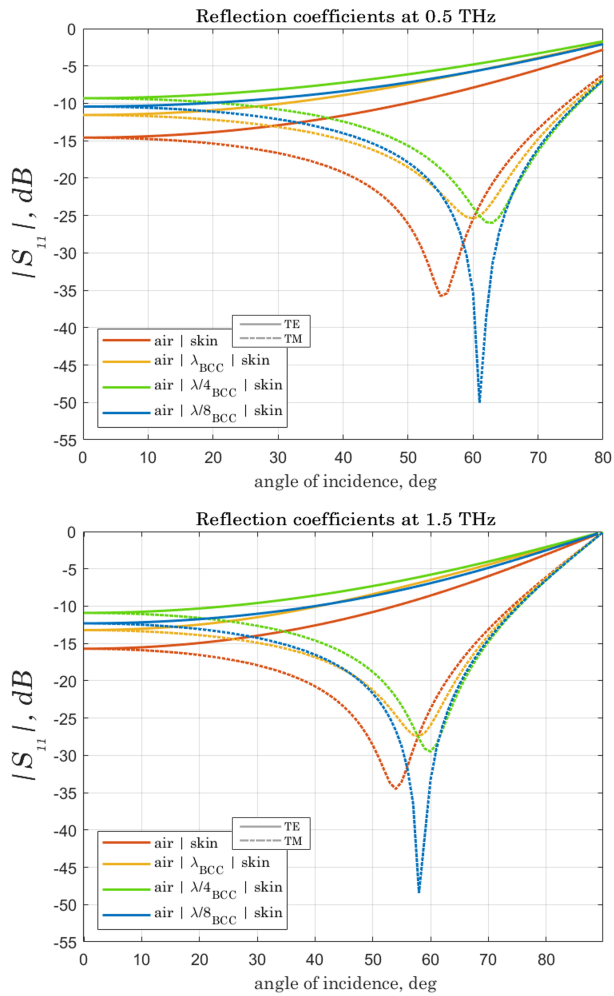 Reflection coefficients at 0.5 THz
0
-5
-10
-15
-20
-25
-30
-35
-40
-45
-50
-55
|S11|, dB
TE
TM
air | skin
air | λBCC | skin
air | λ/4BCC | skin
air | λ/8BCC | skin
0 10 20 30 40 50 60 70 80
angle of incidence, deg
Reflection coefficients at 1.5 THz
0
-5
-10
-15
-20
-25
-30
-35
-40
-45
-50
-55
|S11|, dB
TE
TM
air | skin
air | λBCC | skin
air | λ/4BCC | skin
air | λ/8BCC | skin
0 10 20 30 40 50 60 70 80
angle of incidence, deg